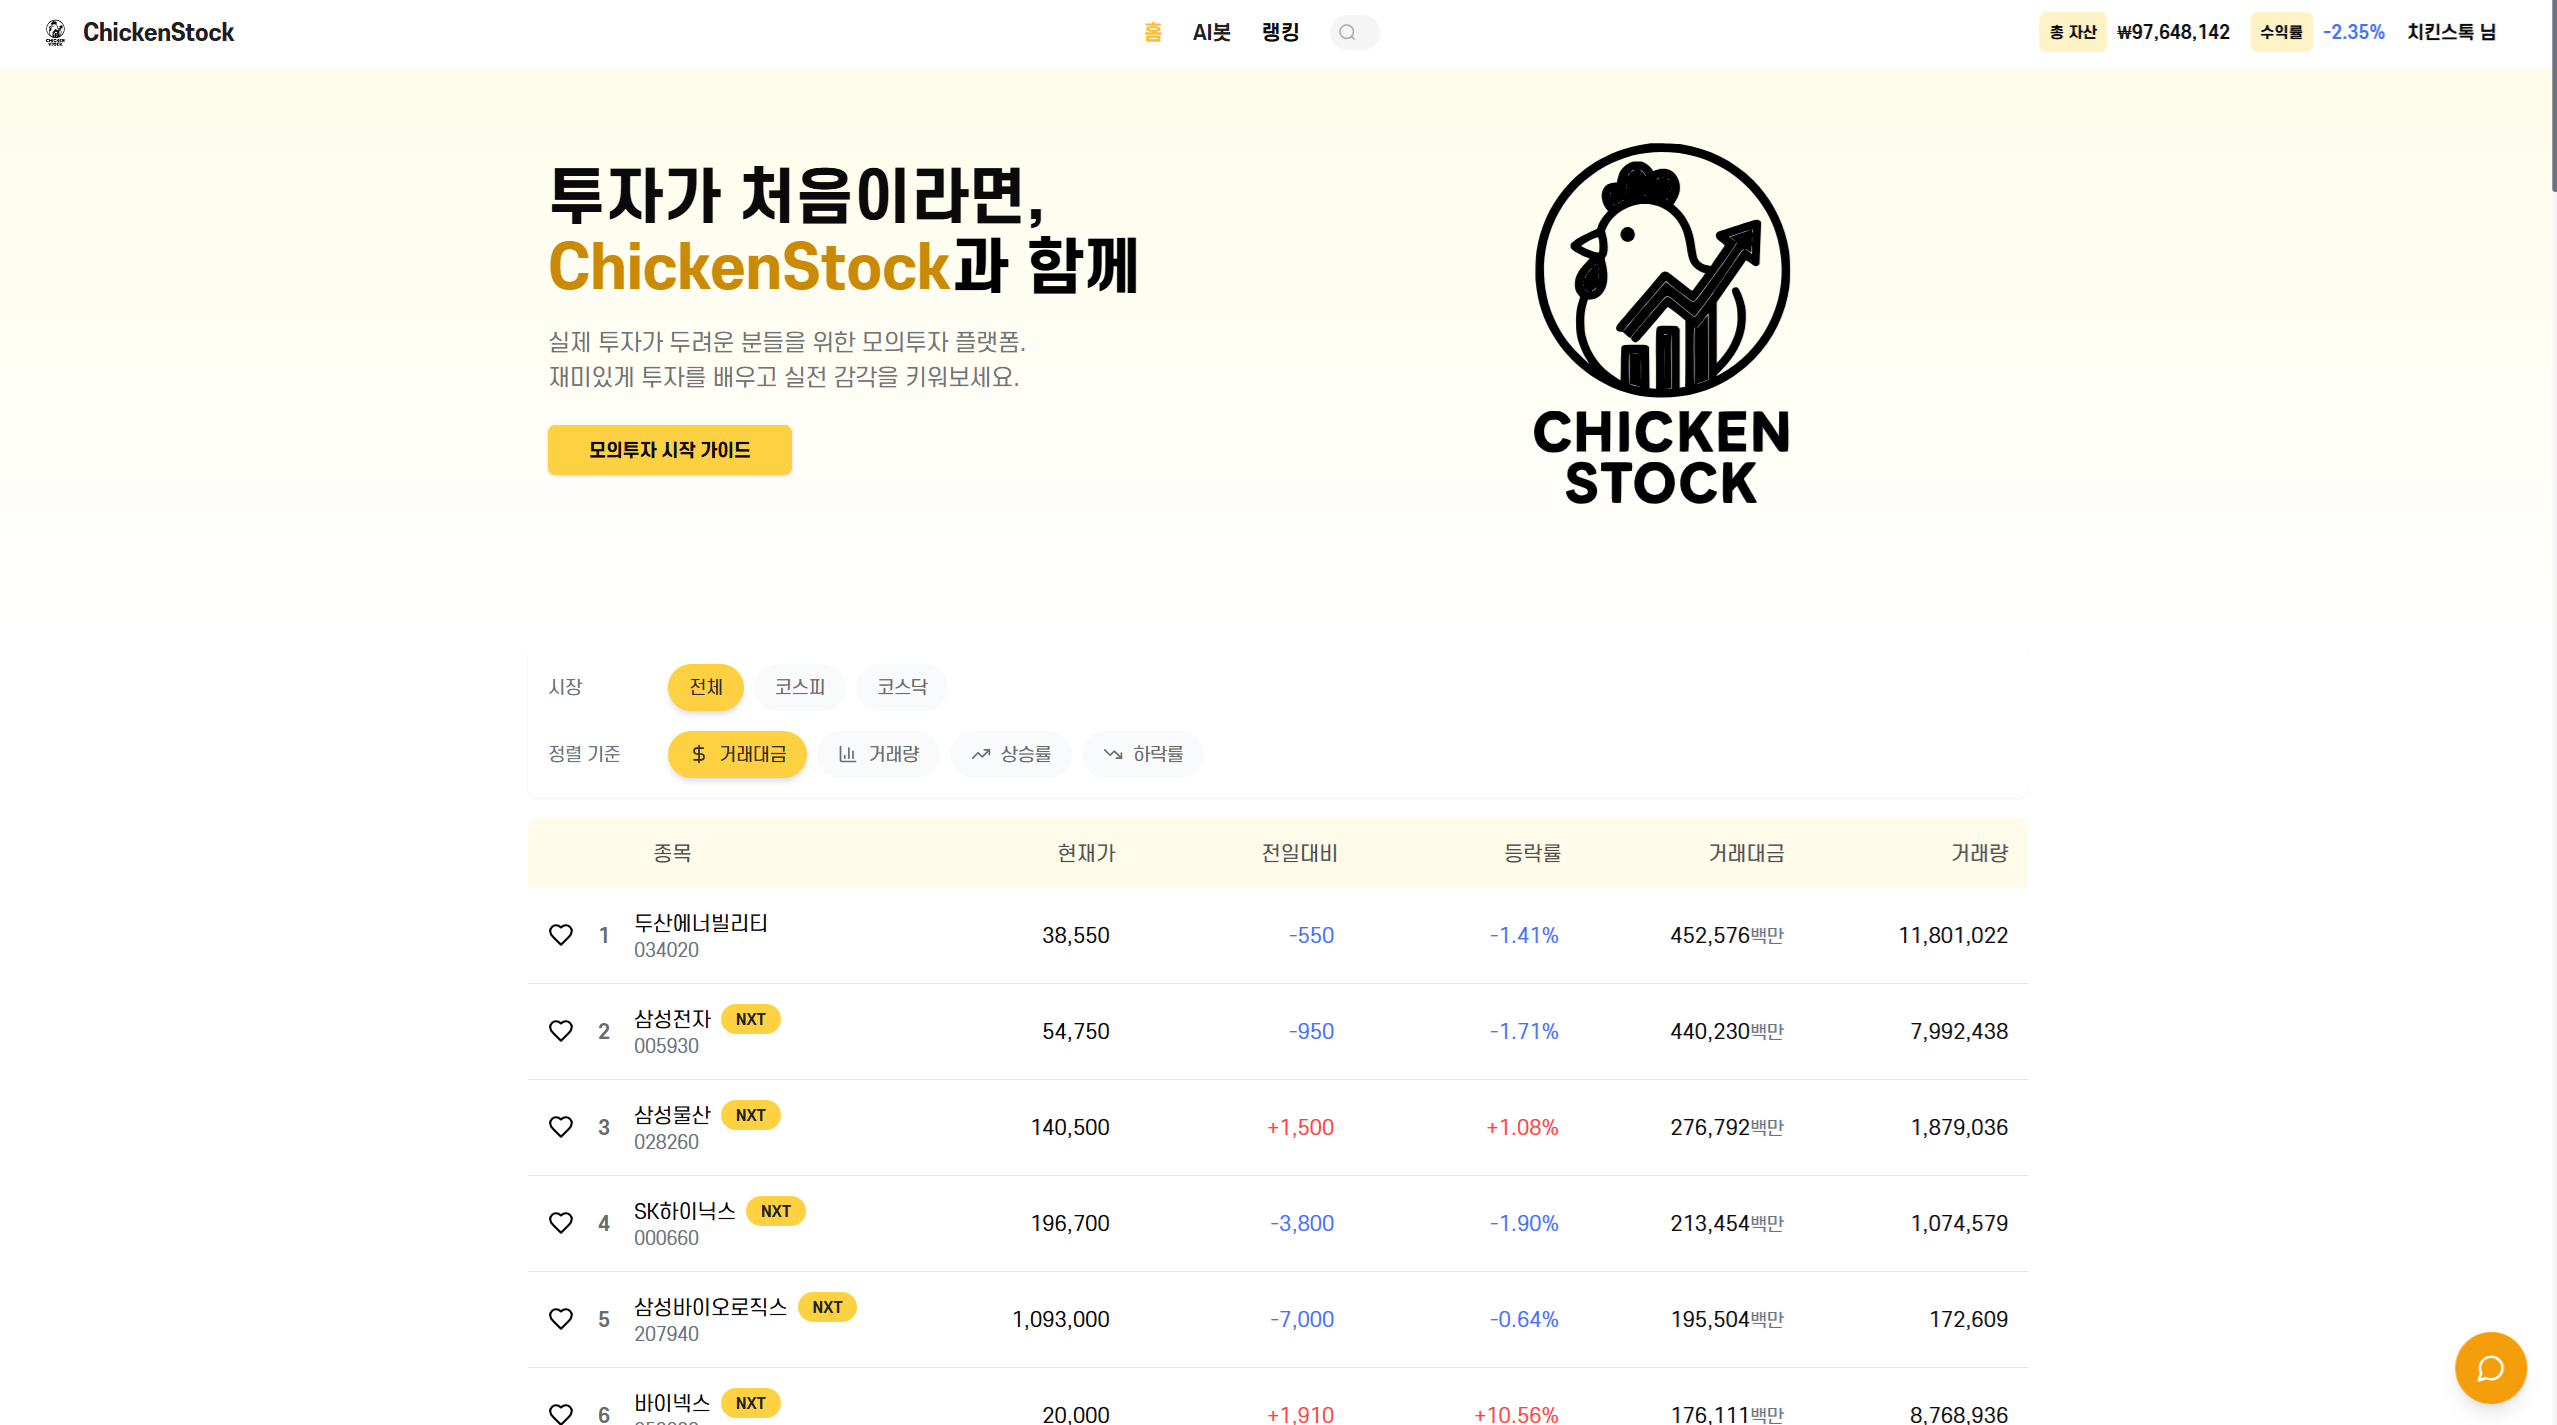 ChickenStock
홈 AI봇 랭킹
총 자산 ₩97,648,142 수익률 -2.35% 치킨스톡 님
투자가 처음이라면,
ChickenStock과 함께
실제 투자가 두려운 분들을 위한 모의투자 플랫폼.
재미있게 투자를 배우고 실전 감각을 키워보세요.
모의투자 시작 가이드
CHICKEN
STOCK
시장 전체 코스피 코스닥
정렬 기준 거래대금 거래량 상승률 하락률
종목 현재가 전일대비 등락률 거래대금 거래량
1 두산에너빌리티 38,550 -550 -1.41% 452,576백만 11,801,022
034020
2 삼성전자 NXT 54,750 -950 -1.71% 440,230백만 7,992,438
005930
3 삼성물산 NXT 140,500 +1,500 +1.08% 276,792백만 1,879,036
028260
4 SK하이닉스 NXT 196,700 -3,800 -1.90% 213,454백만 1,074,579
000660
5 삼성바이오로직스 NXT 1,093,000 -7,000 -0.64% 195,504백만 172,609
207940
6 바이넥스 NXT 20,000 +1,910 +10.56% 176,111백만 8,768,936